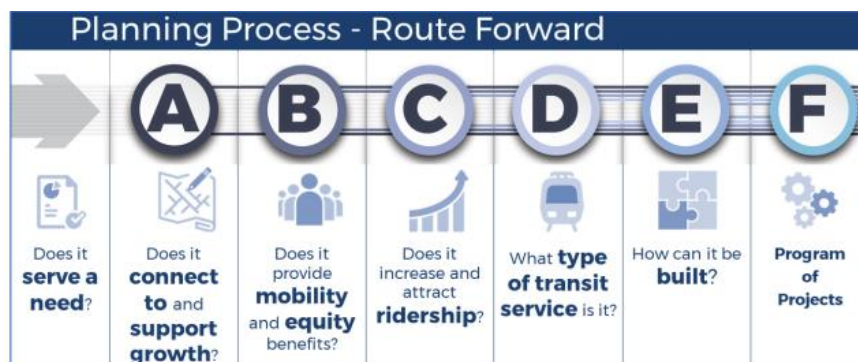 Planning Process - Route Forward
A
B
C
D
E
F
Does it
serve a
need?
Does it
connect
to and
support
growth?
Does it
provide
mobility
and equity
benefits?
Does it
increase and
attract
ridership?
What type
of transit
service is it?
How can it be
built?
Program
of
Projects